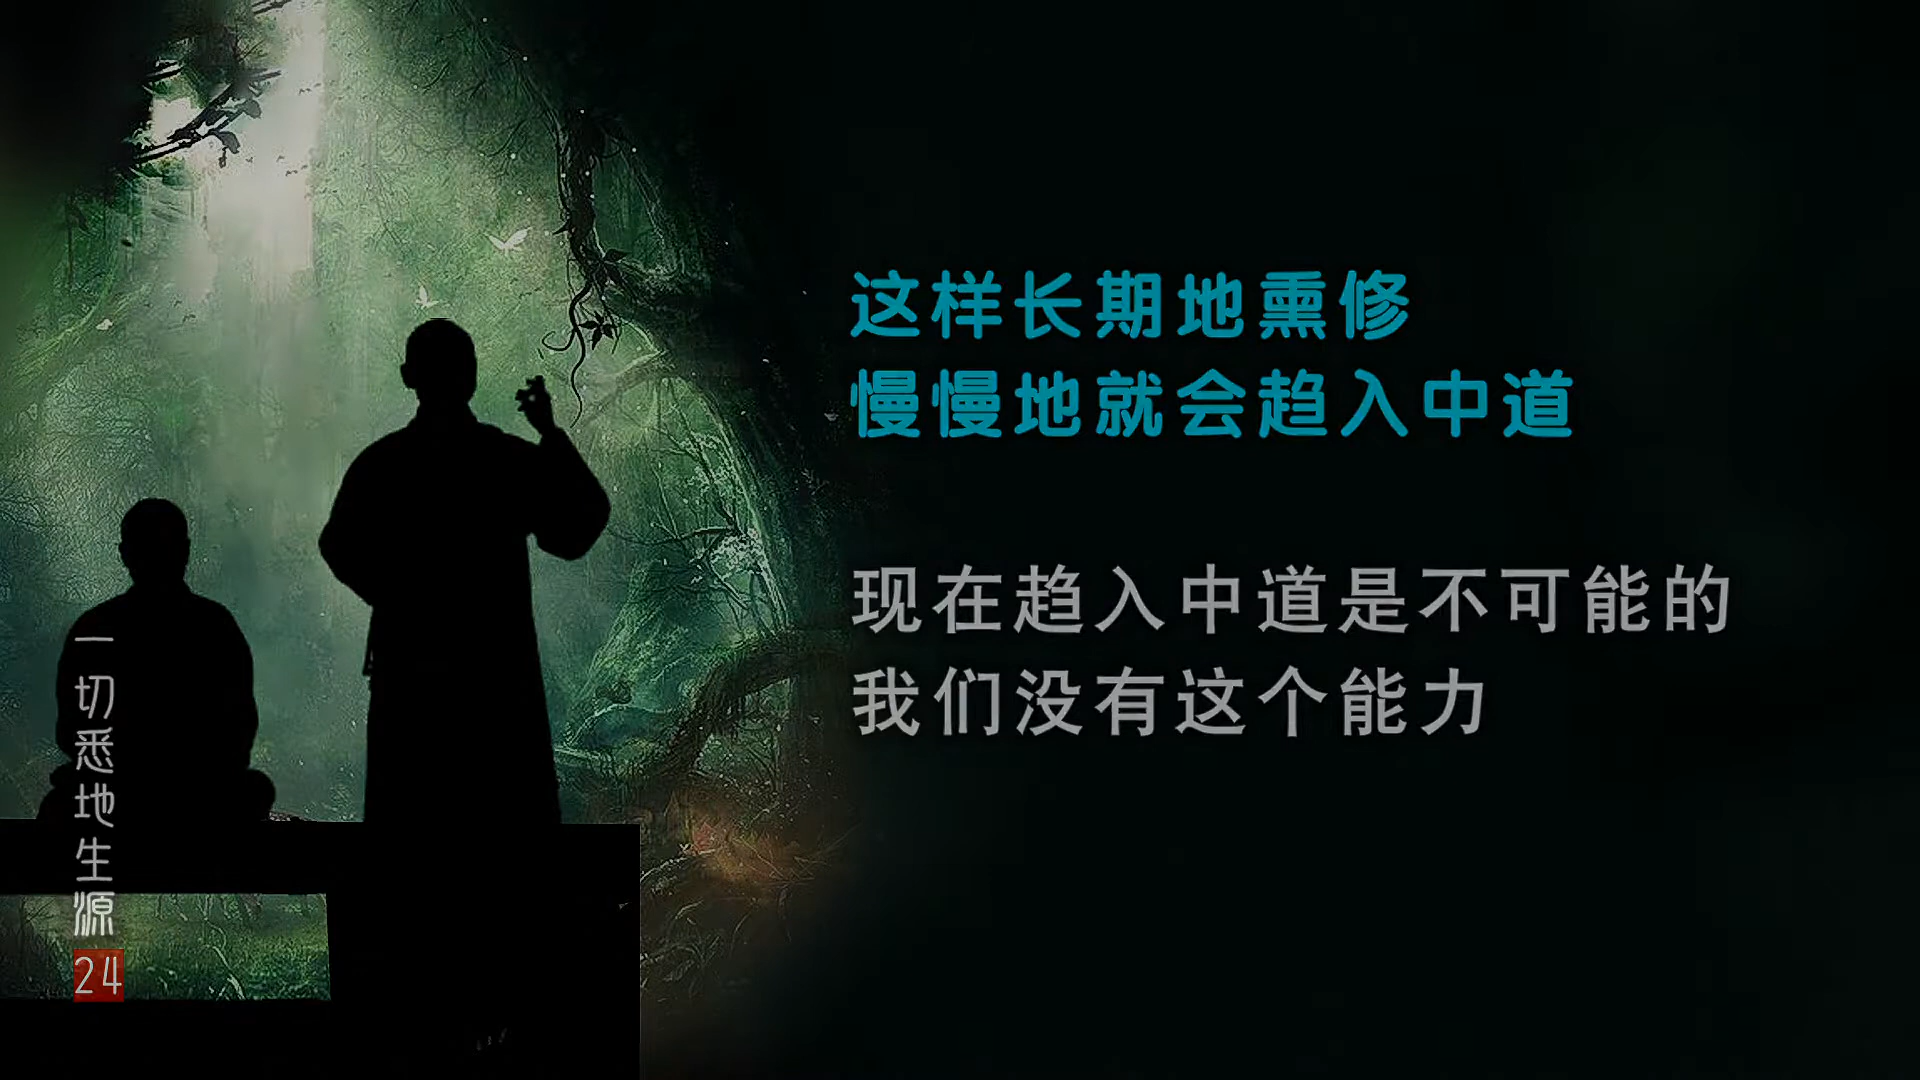 这样长期地熏修
慢慢地就会趋入中道
现在趋入中道是不可能的
我们没有这个能力
一切悉地生源
24